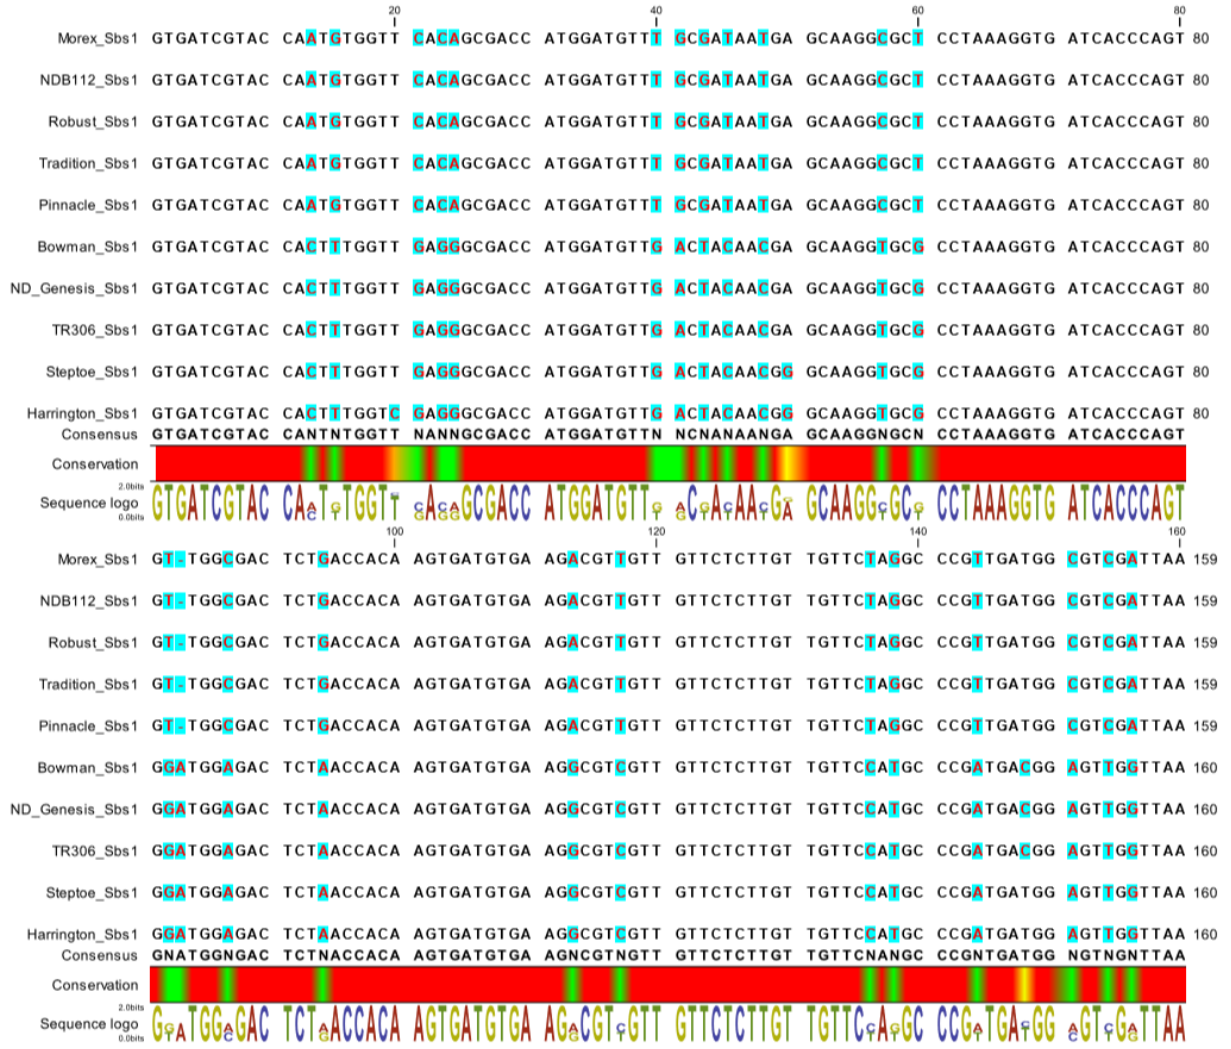 20 40 60 80
Morex_Sbs1 GTGATCGTAC CAATGTGGTT CACAGCGACC ATGGATGTTT GCGATAATGA GCAAGGCGCT CCTAAAGGTG ATCACCCAGT 80
NDB112_Sbs1 GTGATCGTAC CAATGTGGTT CACAGCGACC ATGGATGTTT GCGATAATGA GCAAGGCGCT CCTAAAGGTG ATCACCCAGT 80
Robust_Sbs1 GTGATCGTAC CAATGTGGTT CACAGCGACC ATGGATGTTT GCGATAATGA GCAAGGCGCT CCTAAAGGTG ATCACCCAGT 80
Tradition_Sbs1 GTGATCGTAC CAATGTGGTT CACAGCGACC ATGGATGTTT GCGATAATGA GCAAGGCGCT CCTAAAGGTG ATCACCCAGT 80
Pinnacle_Sbs1 GTGATCGTAC CAATGTGGTT CACAGCGACC ATGGATGTTT GCGATAATGA GCAAGGCGCT CCTAAAGGTG ATCACCCAGT 80
Bowman_Sbs1 GTGATCGTAC CACTTTGGTT GAGGGCGACC ATGGATGTTG ACTACAACGA GCAAGGTGCG CCTAAAGGTG ATCACCCAGT 80
ND_Genesis_Sbs1 GTGATCGTAC CACTTTGGTT GAGGGCGACC ATGGATGTTG ACTACAACGA GCAAGGTGCG CCTAAAGGTG ATCACCCAGT 80
TR306_Sbs1 GTGATCGTAC CACTTTGGTT GAGGGCGACC ATGGATGTTG ACTACAACGA GCAAGGTGCG CCTAAAGGTG ATCACCCAGT 80
Steptoe_Sbs1 GTGATCGTAC CACTTTGGTT GAGGGCGACC ATGGATGTTG ACTACAACGG GCAAGGTGCG CCTAAAGGTG ATCACCCAGT 80
Harrington_Sbs1 GTGATCGTAC CACTTTGGTC GAGGGCGACC ATGGATGTTG ACTACAACGG GCAAGGTGCG CCTAAAGGTG ATCACCCAGT 80
Consensus GTGATCGTAC CANTNTGGTT NANNGCGACC ATGGATGTTN NCNANAANGA GCAAGGNGCN CCTAAAGGTG ATCACCCAGT
Conservation
2.0bits
Sequence logo
0.0bits
100 120 140 160
Morex_Sbs1 GT-TGGCGAC TCTGACCACA AGTGATGTGA AGACGTTGTT GTTCTCTTGT TGTTCTAGGC CCGTTGATGG CGTCGATTAA 159
NDB112_Sbs1 GT-TGGCGAC TCTGACCACA AGTGATGTGA AGACGTTGTT GTTCTCTTGT TGTTCTAGGC CCGTTGATGG CGTCGATTAA 159
Robust_Sbs1 GT-TGGCGAC TCTGACCACA AGTGATGTGA AGACGTTGTT GTTCTCTTGT TGTTCTAGGC CCGTTGATGG CGTCGATTAA 159
Tradition_Sbs1 GT-TGGCGAC TCTGACCACA AGTGATGTGA AGACGTTGTT GTTCTCTTGT TGTTCTAGGC CCGTTGATGG CGTCGATTAA 159
Pinnacle_Sbs1 GT-TGGCGAC TCTGACCACA AGTGATGTGA AGACGTTGTT GTTCTCTTGT TGTTCTAGGC CCGTTGATGG CGTCGATTAA 159
Bowman_Sbs1 GGATGGAGAC TCTAACCACA AGTGATGTGA AGGCGTCGTT GTTCTCTTGT TGTTCCATGC CCGATGACGG AGTTGGTTAA 160
ND_Genesis_Sbs1 GGATGGAGAC TCTAACCACA AGTGATGTGA AGGCGTCGTT GTTCTCTTGT TGTTCCATGC CCGATGACGG AGTTGGTTAA 160
TR306_Sbs1 GGATGGAGAC TCTAACCACA AGTGATGTGA AGGCGTCGTT GTTCTCTTGT TGTTCCATGC CCGATGACGG AGTTGGTTAA 160
Steptoe_Sbs1 GGATGGAGAC TCTAACCACA AGTGATGTGA AGGCGTCGTT GTTCTCTTGT TGTTCCATGC CCGATGATGG AGTTGGTTAA 160
Harrington_Sbs1 GGATGGAGAC TCTAACCACA AGTGATGTGA AGGCGTCGTT GTTCTCTTGT TGTTCCATGC CCGATGATGG AGTTGGTTAA 160
Consensus GNATGGNGAC TCTNACCACA AGTGATGTGA AGNCGTNGTT GTTCTCTTGT TGTTCNANGC CCGNTGATGG NGTNGNTTAA
Conservation
2.0bits
Sequence logo
0.0bits